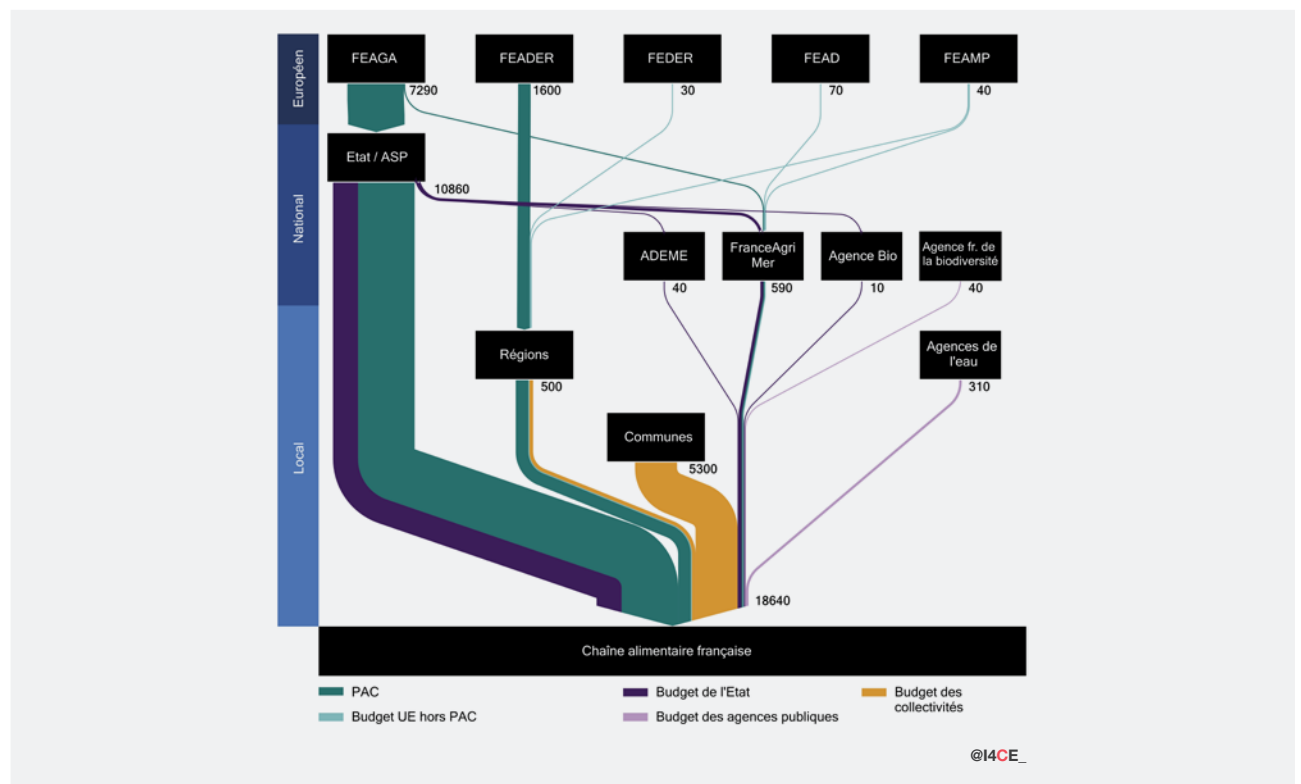 Européen
FEAGA
FEADER
FEDER
FEAD
FEAMP
7290
1600
30
70
40
National
Etat / ASP
10860
ADEME
FranceAgri
Mer
Agence Bio
Agence fr. de
la biodiversité
40
590
10
40
Local
Régions
500
Agences de
l'eau
310
Communes
5300
18640
Chaîne alimentaire française
PAC
Budget UE hors PAC
Budget de l'Etat
Budget des agences publiques
Budget des
collectivités
@I4CE_